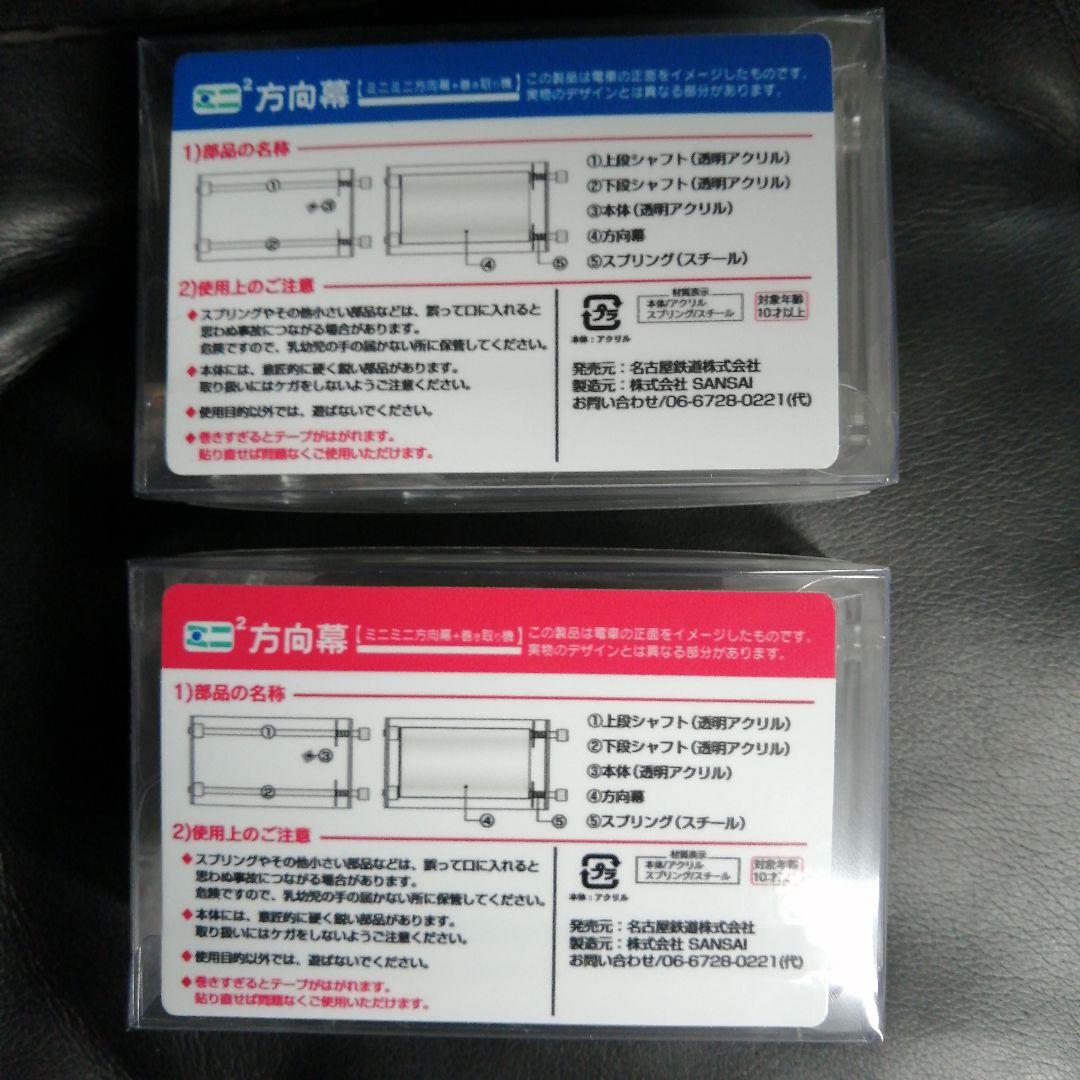 ミニ²方向幕【ミニミニ方向幕+巻き取り機】
この製品は電車の正面をイメージしたものです。
実物のデザインとは異なる部分があります。
1)部品の名称
① ② ③ ④ ⑤
①上段シャフト(透明アクリル)
②下段シャフト(透明アクリル)
③本体(透明アクリル)
④方向幕
⑤スプリング(スチール)
2)使用上のご注意
◆スプリングやその他小さい部品などは、誤って口に入れると
思わぬ事故につながる場合があります。
危険ですので、乳幼児の手の届かない所に保管してください。
◆本体には、意匠的に硬く鋭い部品があります。
取り扱いにはケガをしないようご注意ください。
◆使用目的以外では、遊ばないでください。
◆巻きすぎるとテープがはがれます。
貼り直せば問題なくご使用いただけます。
プラ
本体:アクリル
材質表示
本体/アクリル
スプリング/スチール
対象年齢
10才以上
発売元:名古屋鉄道株式会社
製造元:株式会社 SANSAI
お問い合わせ/06-6728-0221(代)
ミニ²方向幕【ミニミニ方向幕+巻き取り機】
この製品は電車の正面をイメージしたものです。
実物のデザインとは異なる部分があります。
1)部品の名称
① ② ③ ④ ⑤
①上段シャフト(透明アクリル)
②下段シャフト(透明アクリル)
③本体(透明アクリル)
④方向幕
⑤スプリング(スチール)
2)使用上のご注意
◆スプリングやその他小さい部品などは、誤って口に入れると
思わぬ事故につながる場合があります。
危険ですので、乳幼児の手の届かない所に保管してください。
◆本体には、意匠的に硬く鋭い部品があります。
取り扱いにはケガをしないようご注意ください。
◆使用目的以外では、遊ばないでください。
◆巻きすぎるとテープがはがれます。
貼り直せば問題なくご使用いただけます。
プラ
本体:アクリル
材質表示
本体/アクリル
スプリング/スチール
対象年齢
10才以上
発売元:名古屋鉄道株式会社
製造元:株式会社 SANSAI
お問い合わせ/06-6728-0221(代)